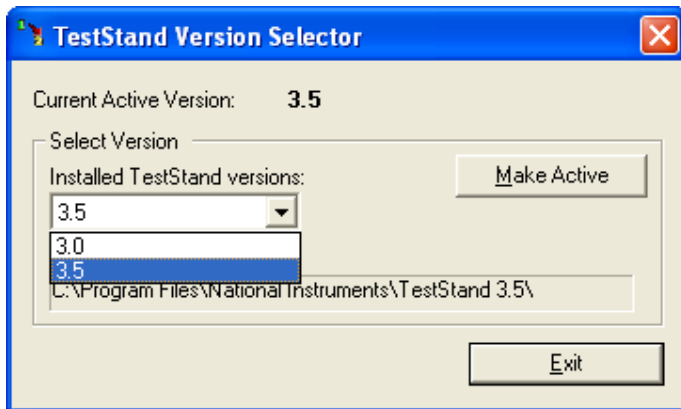 TestStand Version Selector
Current Active Version: 3.5
Select Version
Installed TestStand versions:
Make Active
3.5
3.0
3.5
C:\Program Files\National Instruments\TestStand 3.5\
Exit